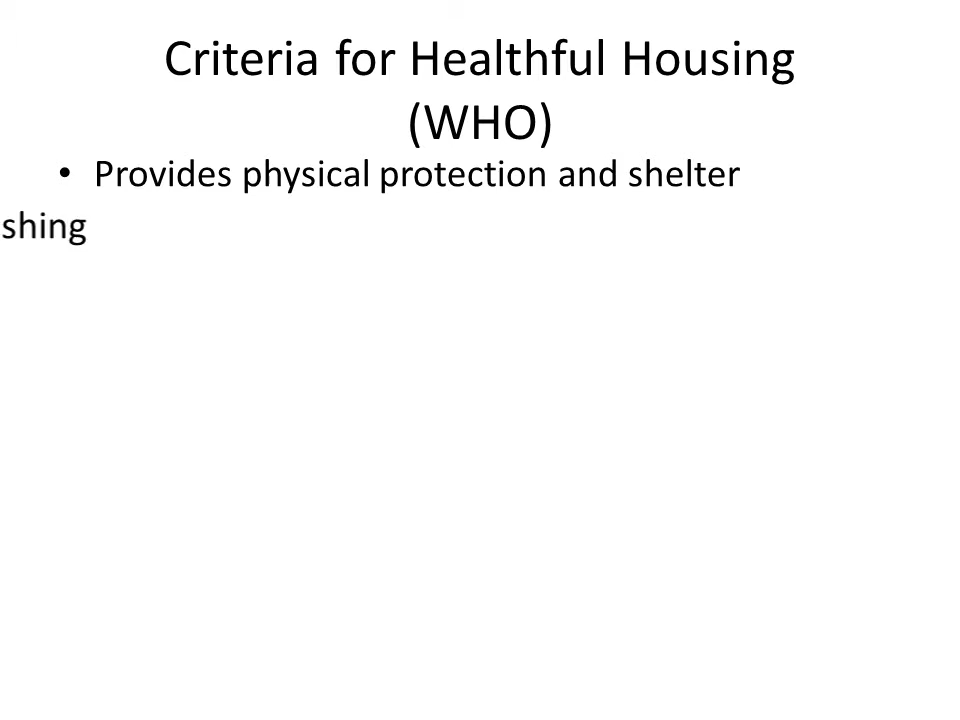 Criteria for Healthful Housing
(WHO)
• Provides physical protection and shelter
shing